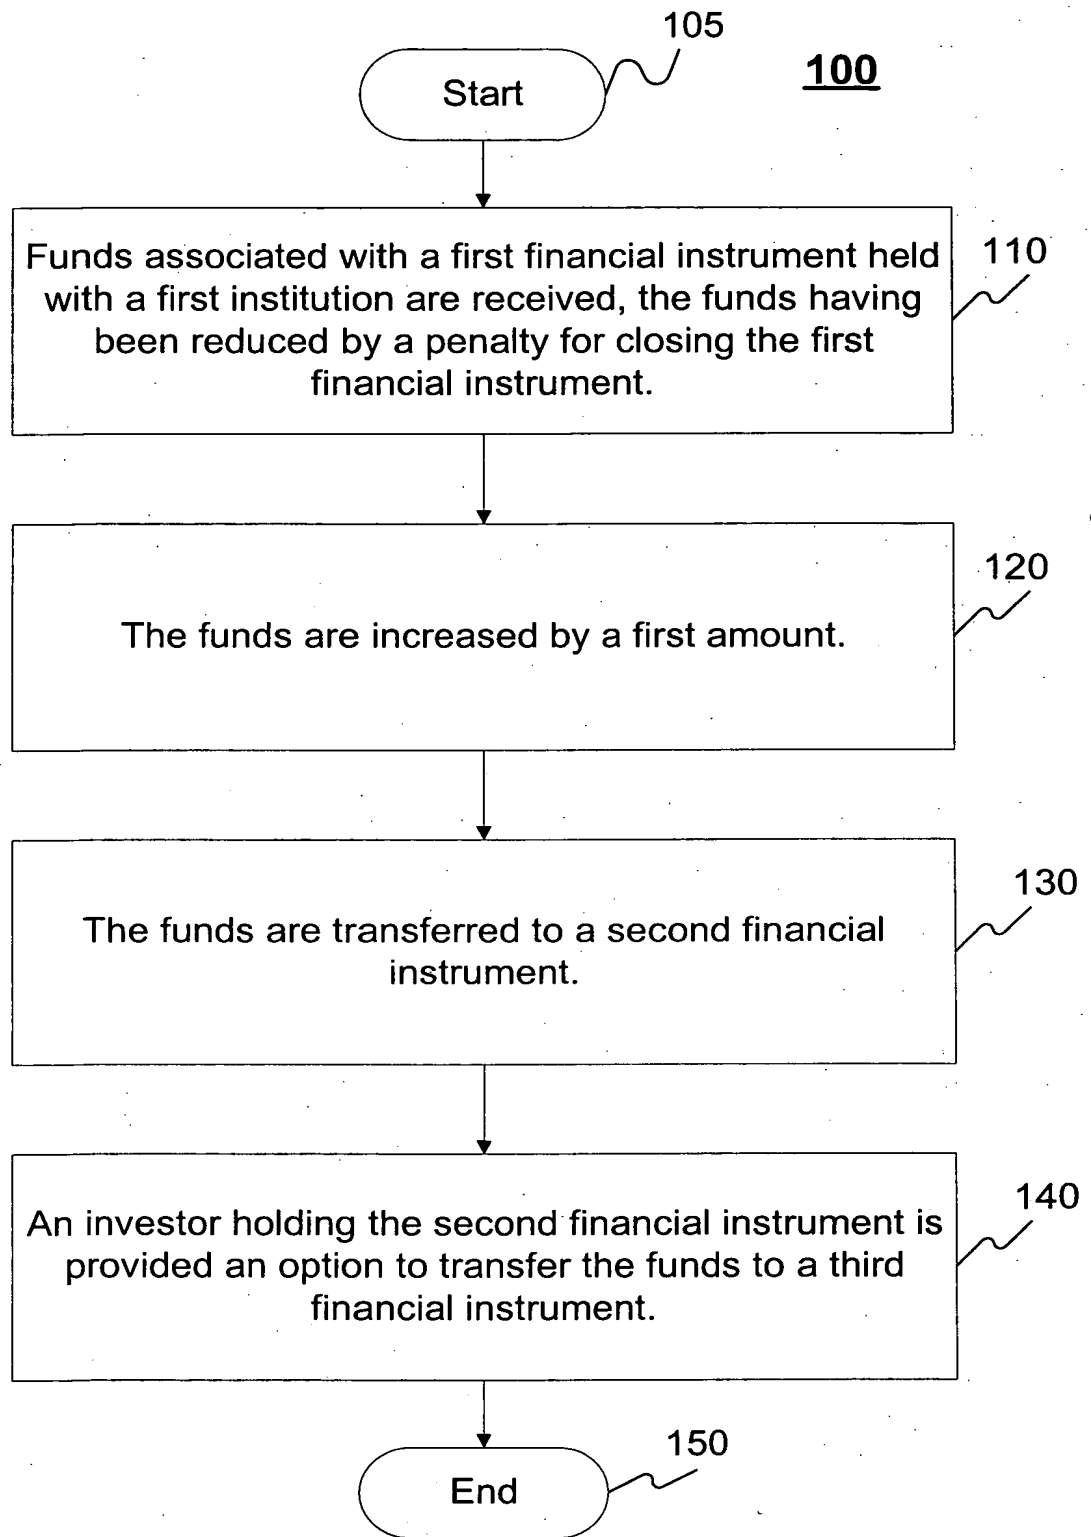 105
100
Start
110
Funds associated with a first financial instrument held
with a first institution are received, the funds having
been reduced by a penalty for closing the first
financial instrument.
120
The funds are increased by a first amount.
130
The funds are transferred to a second financial
instrument.
140
An investor holding the second financial instrument is
provided an option to transfer the funds to a third
financial instrument.
150
End